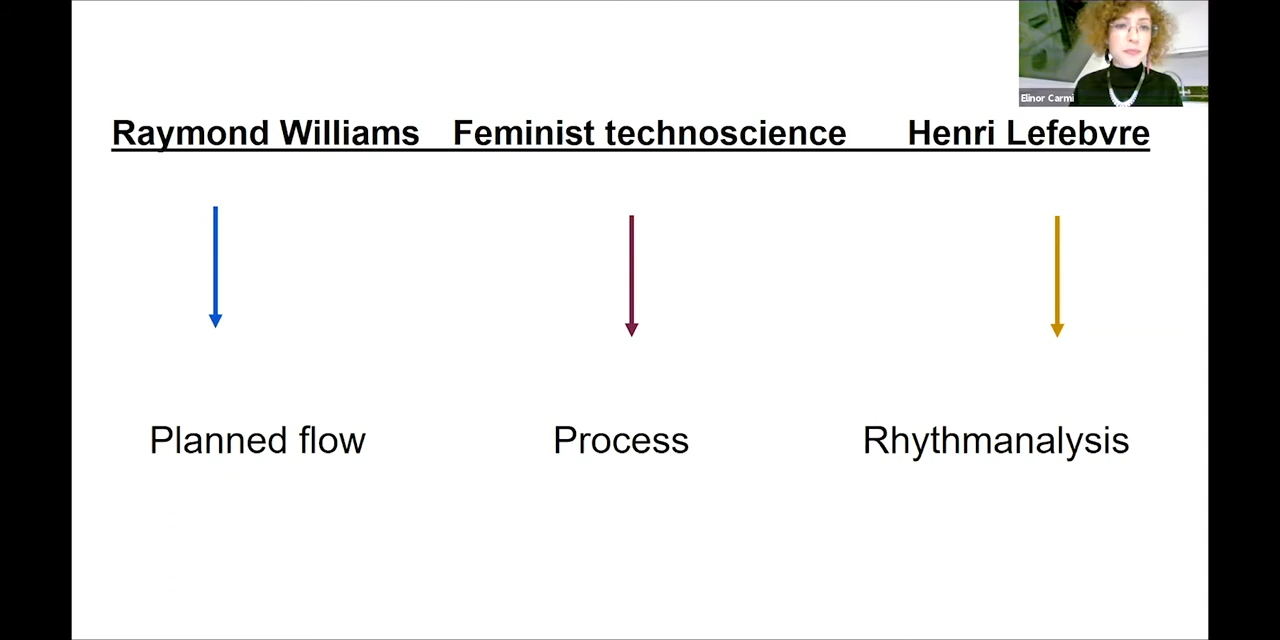 Elinor Carmi
Raymond Williams Feminist technoscience Henri Lefebvre
Planned flow Process Rhythmanalysis